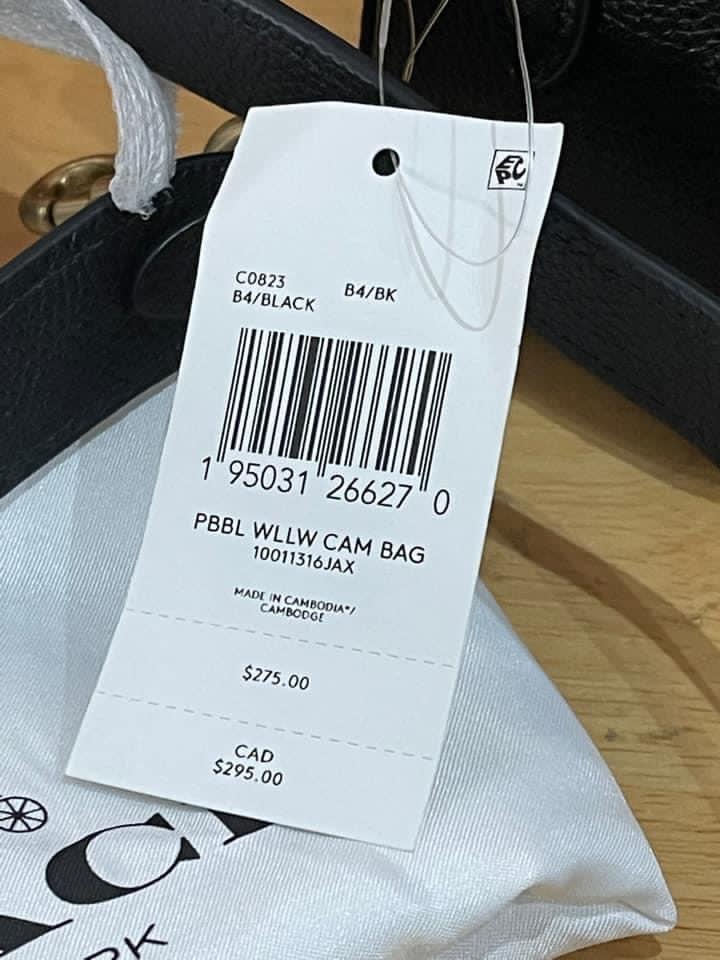 EPC
C0823 B4/BK
B4/BLACK
1 95031 26627 0
PBBL WLLW CAM BAG
10011316JAX
MADE IN CAMBODIA*/
CAMBODGE
$275.00
CAD
$295.00